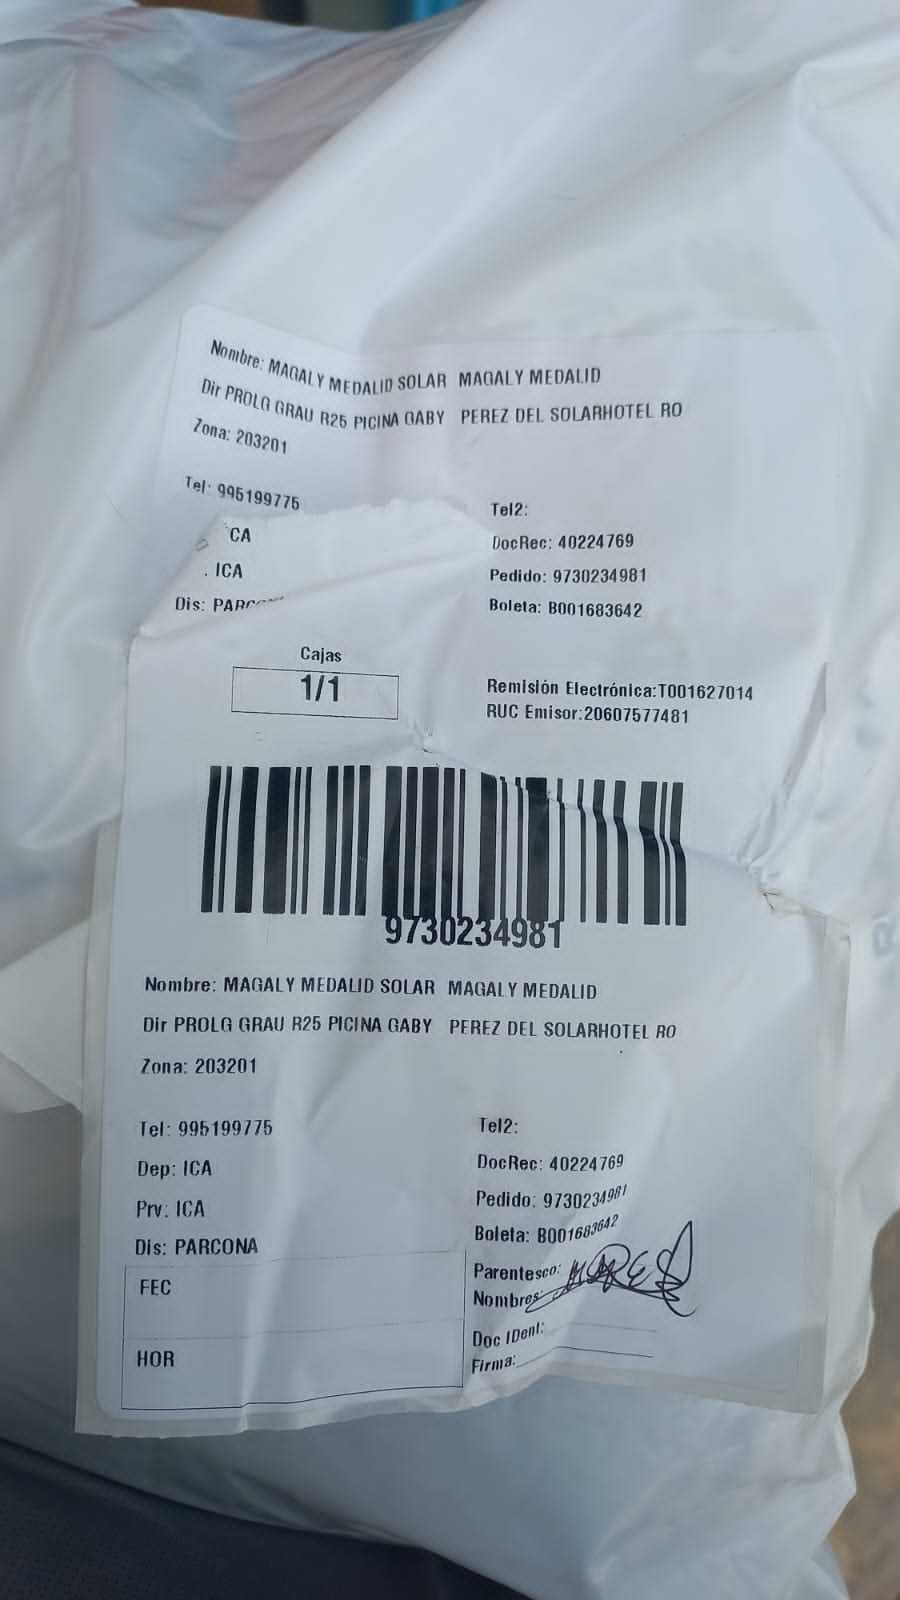 Nombre: MAGALY MEDALID SOLAR MAGALY MEDALID
Dir PROLG GRAU R25 PICINA GABY PEREZ DEL SOLARHOTEL RO
Zona: 203201
Tel: 995199775
Tel2:
CA
DocRec: 40224769
. ICA
Pedido: 9730234981
Dis: PARCONA
Boleta: B001683642
Cajas
1/1
Remisión Electrónica:T001627014
RUC Emisor:20607577481
9730234981
Nombre: MAGALY MEDALID SOLAR MAGALY MEDALID
Dir PROLG GRAU R25 PICINA GABY PEREZ DEL SOLARHOTEL RO
Zona: 203201
Tel: 995199775
Tel2:
Dep: ICA
DocRec: 40224769
Prv: ICA
Pedido: 9730234981
Dis: PARCONA
Boleta: B001683642
FEC
Parentesco:
Nombres:
HOR
Doc IDent:
Firma: